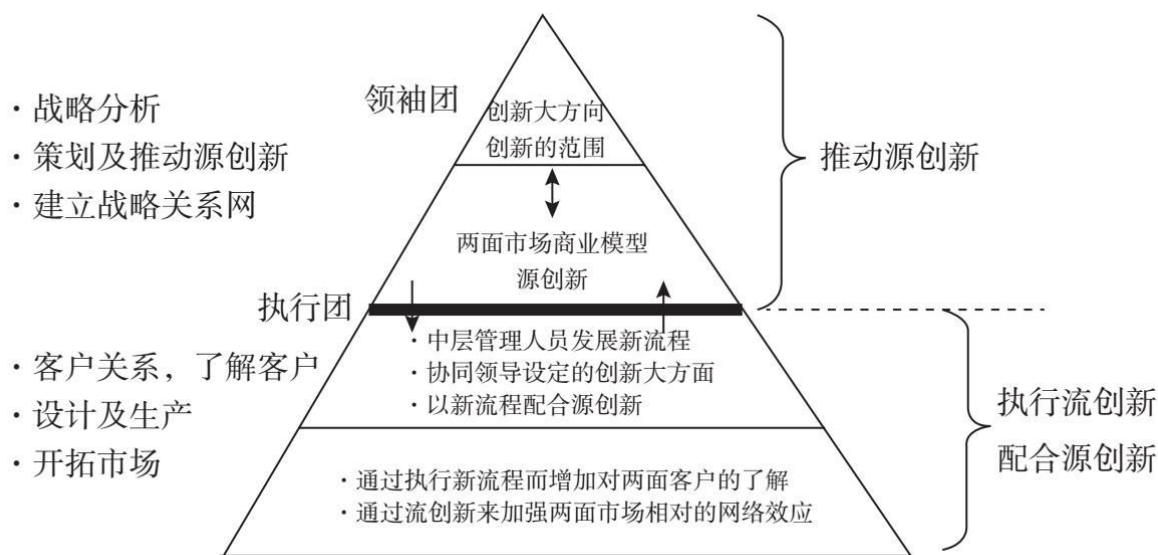 领袖团
· 战略分析
· 策划及推动源创新
· 建立战略关系网
创新大方向
创新的范围
推动源创新
两面市场商业模型
源创新
执行团
· 客户关系，了解客户
· 设计及生产
· 开拓市场
· 中层管理人员发展新流程
· 协同领导设定的创新大方面
· 以新流程配合源创新
执行流创新
配合源创新
· 通过执行新流程而增加对两面客户的了解
· 通过流创新来加强两面市场相对的网络效应